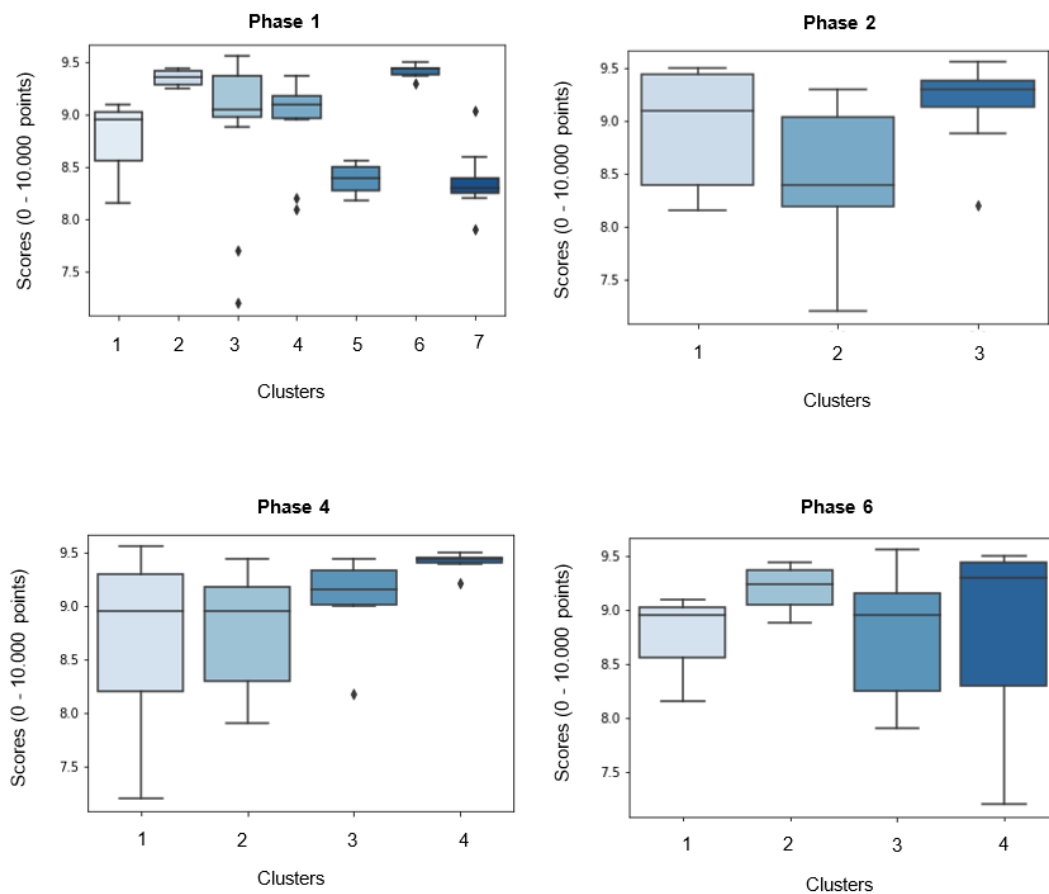 Phase 1
Scores (0 - 10.000 points)
9.5
9.0
8.5
8.0
7.5
1 2 3 4 5 6 7
Clusters
Phase 2
Scores (0 - 10.000 points)
9.5
9.0
8.5
8.0
7.5
1 2 3
Clusters
Phase 4
Scores (0 - 10.000 points)
9.5
9.0
8.5
8.0
7.5
1 2 3 4
Clusters
Phase 6
Scores (0 - 10.000 points)
9.5
9.0
8.5
8.0
7.5
1 2 3 4
Clusters